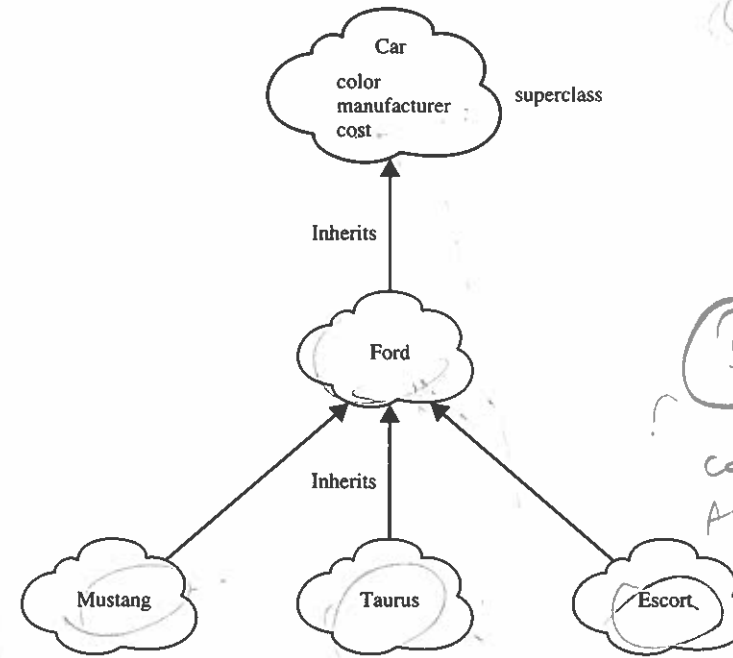 Car
color
manufacturer
cost
superclass
Inherits
Ford
Inherits
Mustang
Taurus
Escort